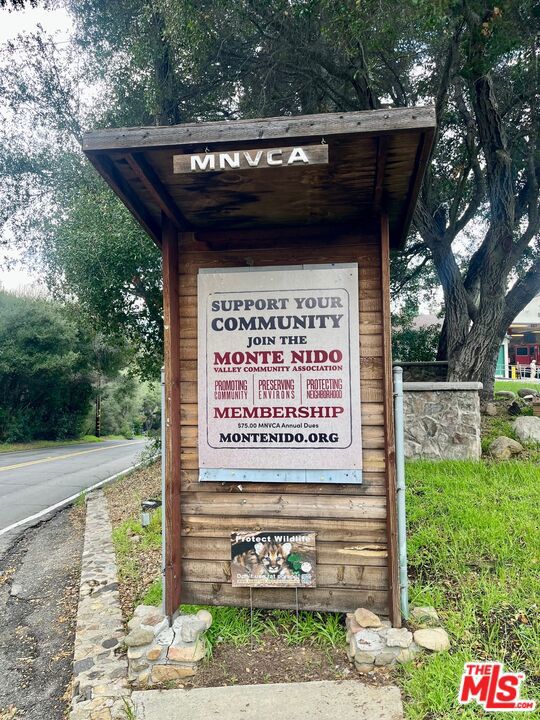 MNVCA
SUPPORT YOUR
COMMUNITY
JOIN THE
MONTE NIDO
VALLEY COMMUNITY ASSOCIATION
PROMOTING PRESERVING PROTECTING
COMMUNITY ENVIRONS NEIGHBORHOOD
MEMBERSHIP
$75.00 MNVCA Annual Dues
MONTENIDO.ORG
Protect Wildlife
THE
MLS
.com